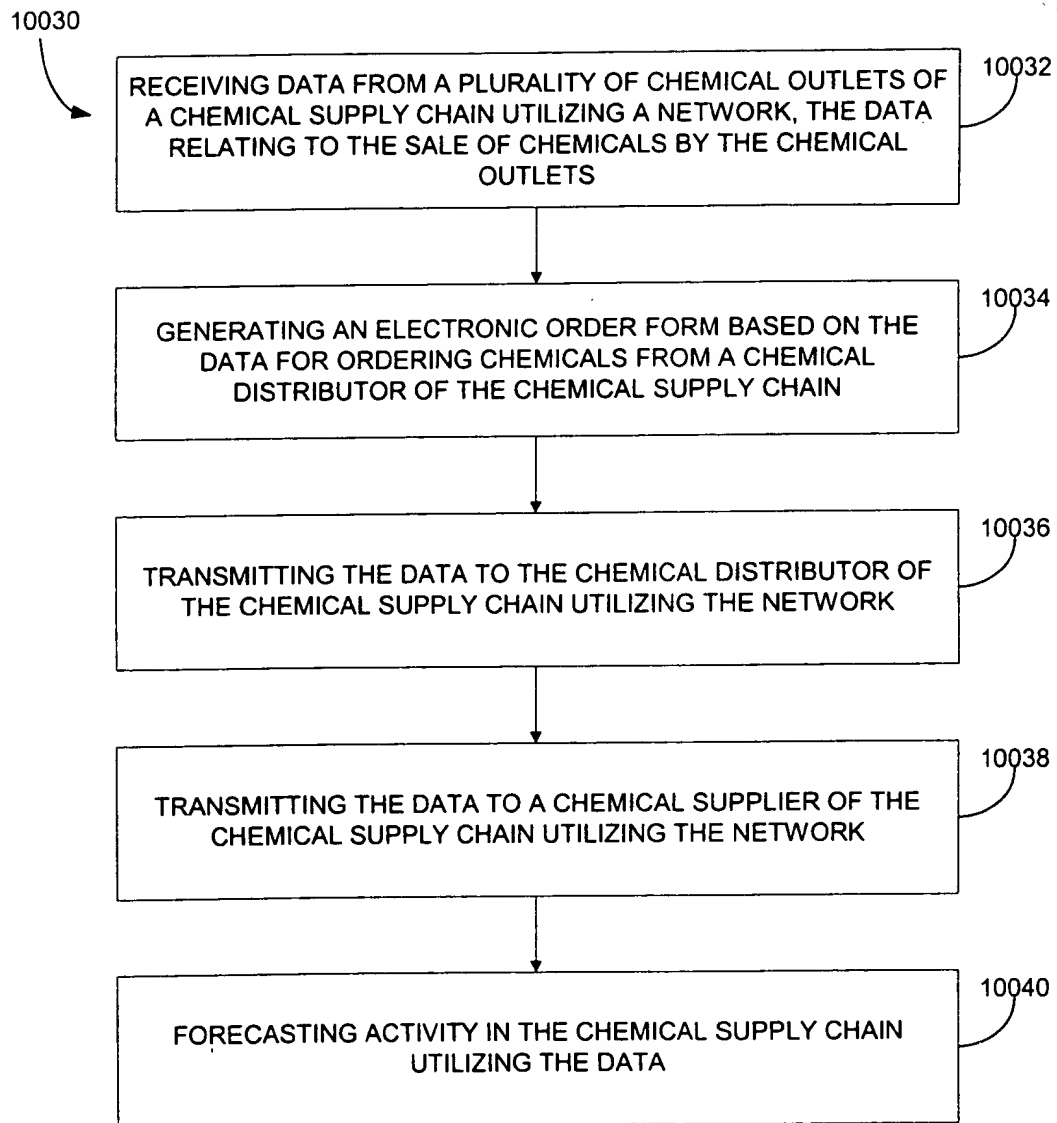 10030
RECEIVING DATA FROM A PLURALITY OF CHEMICAL OUTLETS OF
A CHEMICAL SUPPLY CHAIN UTILIZING A NETWORK, THE DATA
RELATING TO THE SALE OF CHEMICALS BY THE CHEMICAL
OUTLETS
10032
GENERATING AN ELECTRONIC ORDER FORM BASED ON THE
DATA FOR ORDERING CHEMICALS FROM A CHEMICAL
DISTRIBUTOR OF THE CHEMICAL SUPPLY CHAIN
10034
TRANSMITTING THE DATA TO THE CHEMICAL DISTRIBUTOR OF
THE CHEMICAL SUPPLY CHAIN UTILIZING THE NETWORK
10036
TRANSMITTING THE DATA TO A CHEMICAL SUPPLIER OF THE
CHEMICAL SUPPLY CHAIN UTILIZING THE NETWORK
10038
FORECASTING ACTIVITY IN THE CHEMICAL SUPPLY CHAIN
UTILIZING THE DATA
10040